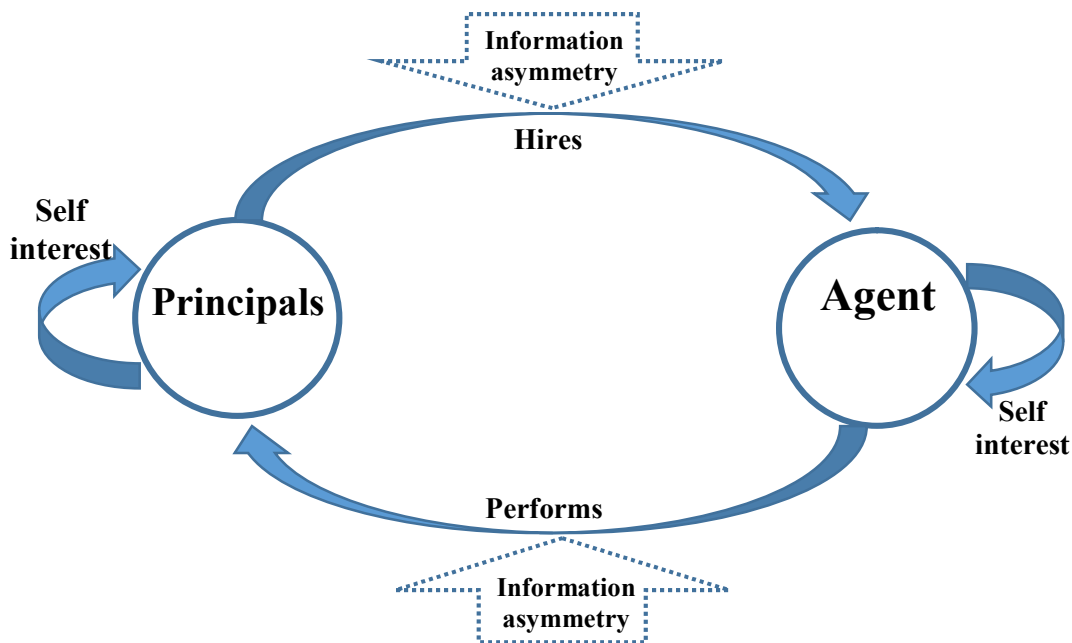 Information
asymmetry
Hires
Self
interest
Principals
Agent
Self
interest
Performs
Information
asymmetry